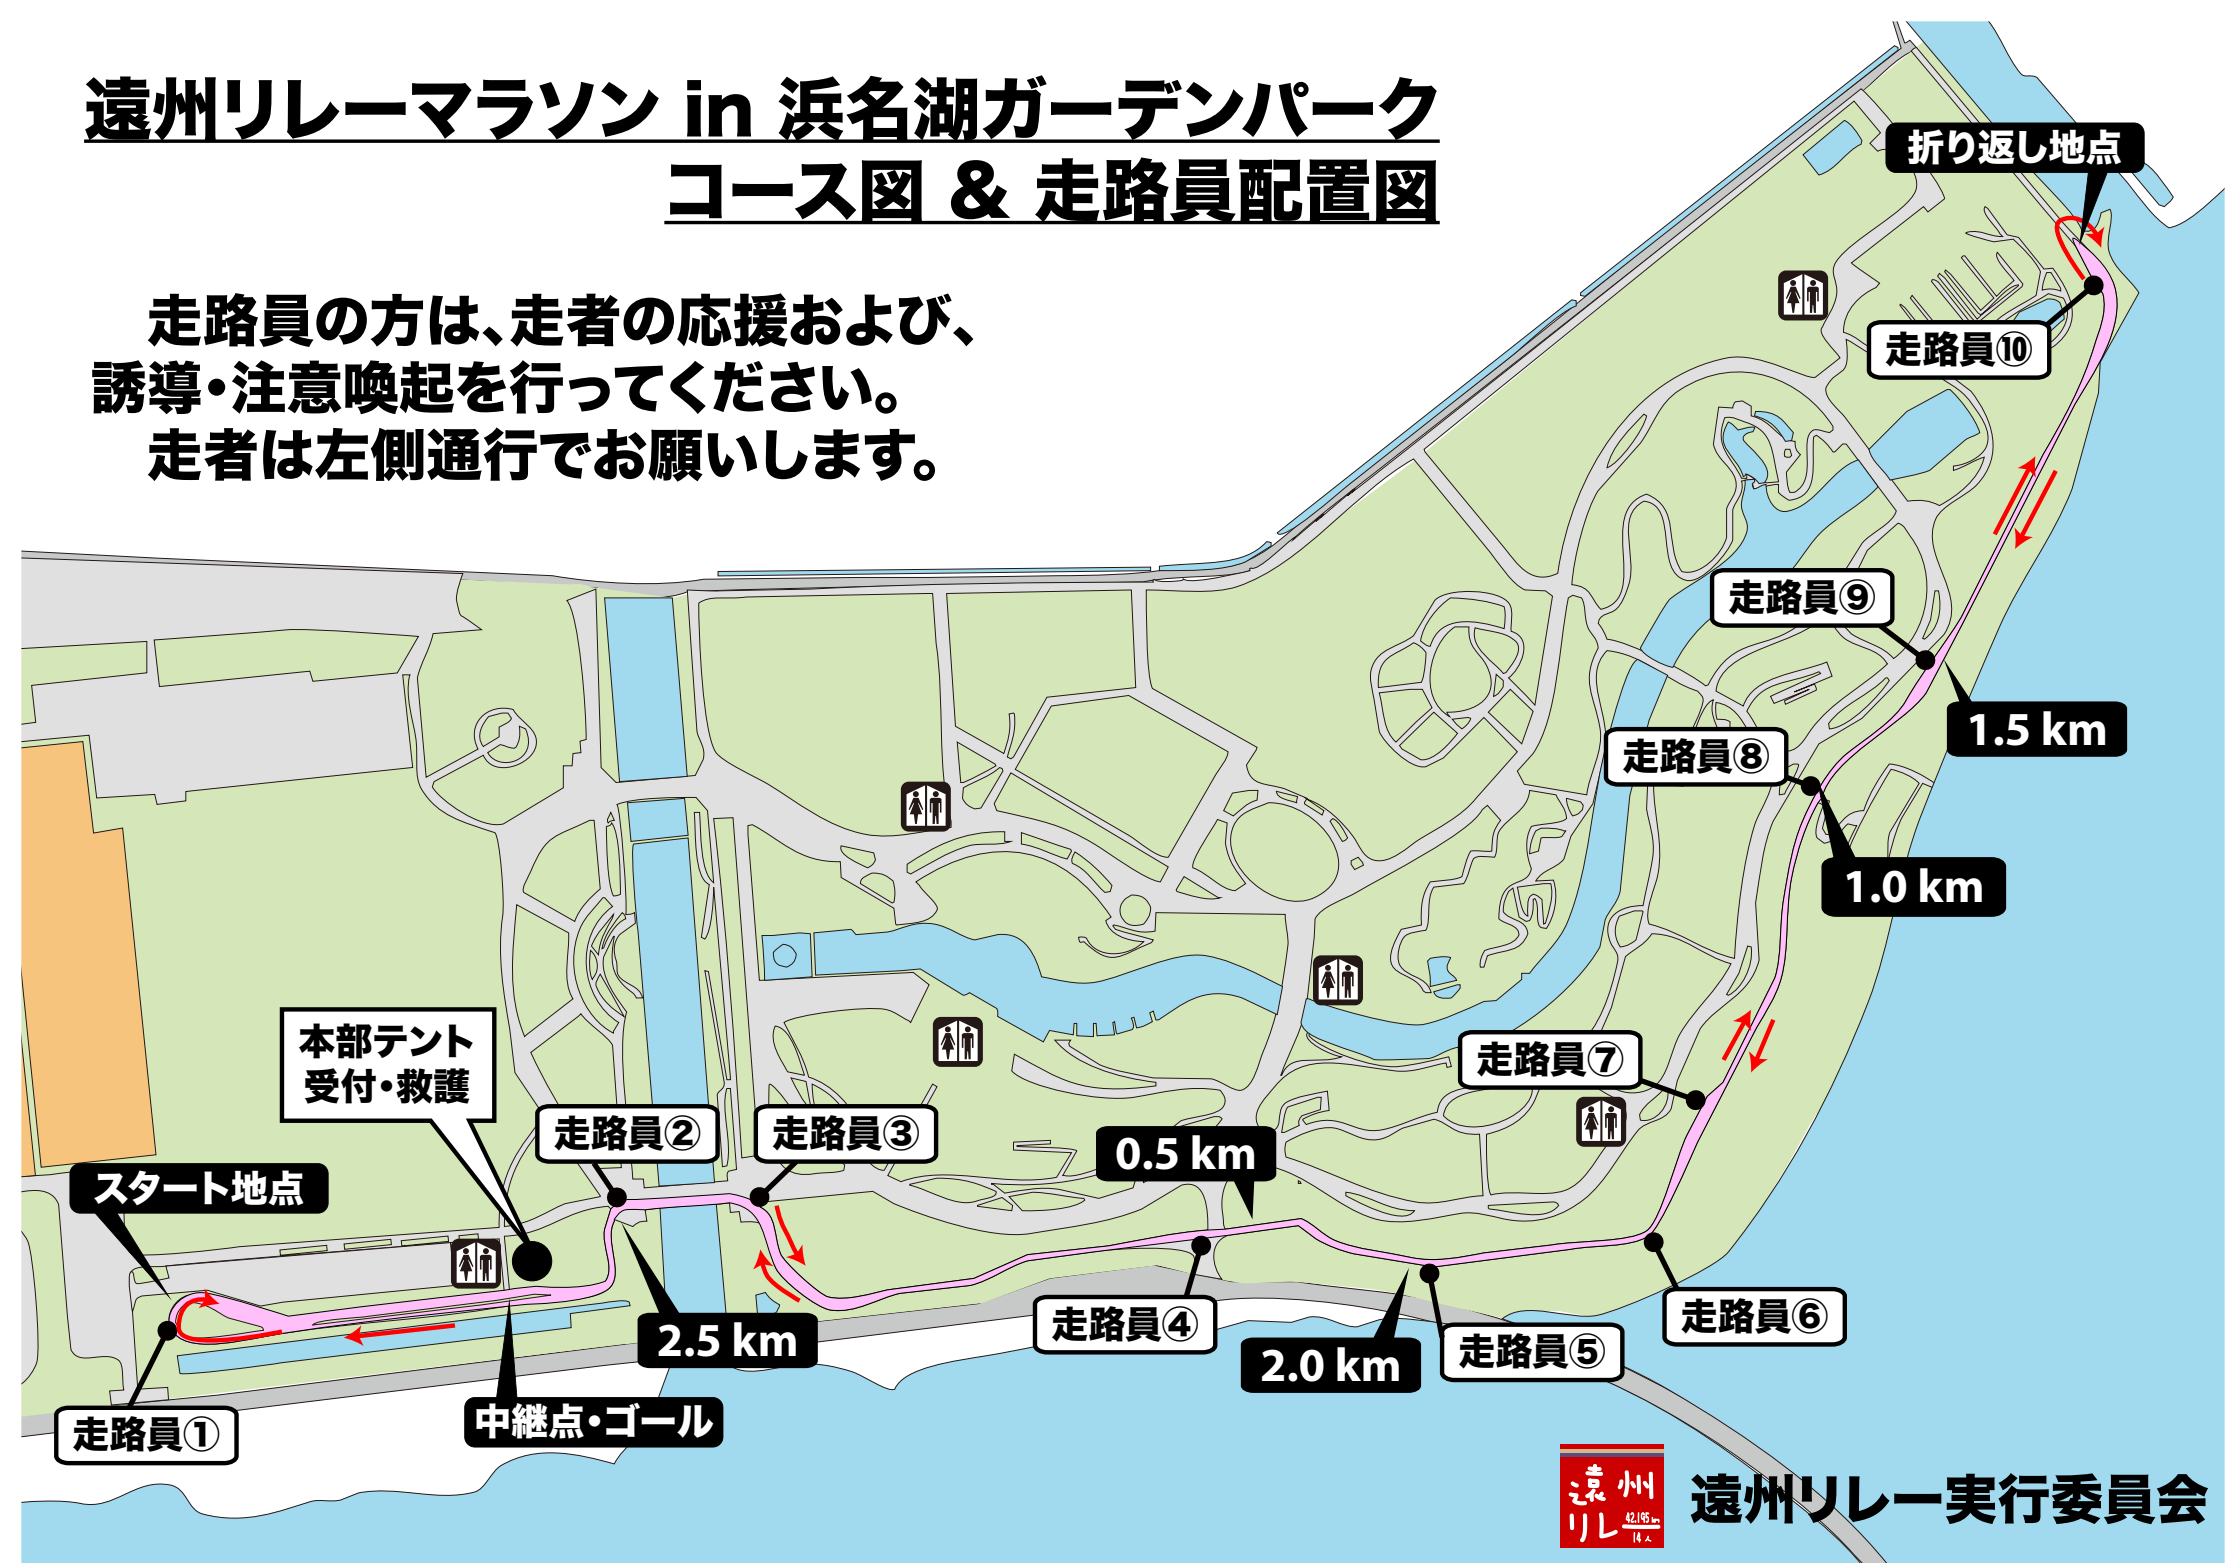 遠州リレーマラソン in 浜名湖ガーデンパーク
コース図 & 走路員配置図
走路員の方は、走者の応援および、
誘導・注意喚起を行ってください。
走者は左側通行でお願いします。
折り返し地点
走路員⑩
走路員⑨
1.5 km
走路員⑧
1.0 km
走路員⑦
本部テント
受付・救護
走路員②
走路員③
0.5 km
スタート地点
走路員④
2.5 km
2.0 km
走路員⑤
走路員⑥
中継点・ゴール
走路員①
遠州
リレ
42.195 km
14人
遠州リレー実行委員会